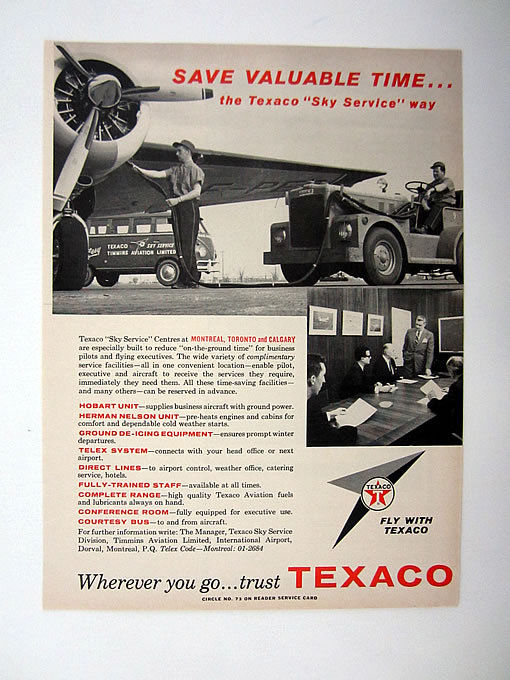 SAVE VALUABLE TIME...
the Texaco "Sky Service" way
TEXACO SKY SERVICE
TIMMINS AVIATION LIMITED
Texaco "Sky Service" Centres at MONTREAL, TORONTO and CALGARY
are especially built to reduce "on-the-ground time" for business
pilots and flying executives. The wide variety of complimentary
service facilities—all in one convenient location—enable pilot,
executive and aircraft to receive the services they require,
immediately they need them. All these time-saving facilities—
and many others—can be reserved in advance.
HOBART UNIT—supplies business aircraft with ground power.
HERMAN NELSON UNIT—pre-heats engines and cabins for
comfort and dependable cold weather starts.
GROUND DE-ICING EQUIPMENT—ensures prompt winter
departures.
TELEX SYSTEM—connects with your head office or next
airport.
DIRECT LINES—to airport control, weather office, catering
service, hotels.
FULLY-TRAINED STAFF—available at all times.
COMPLETE RANGE—high quality Texaco Aviation fuels
and lubricants always on hand.
CONFERENCE ROOM—fully equipped for executive use.
COURTESY BUS—to and from aircraft.
For further information write: The Manager, Texaco Sky Service
Division, Timmins Aviation Limited, International Airport,
Dorval, Montreal, P.Q. Telex Code—Montreal: 01-2684
TEXACO
T
FLY WITH
TEXACO
Wherever you go...trust TEXACO
CIRCLE NO. 73 ON READER SERVICE CARD